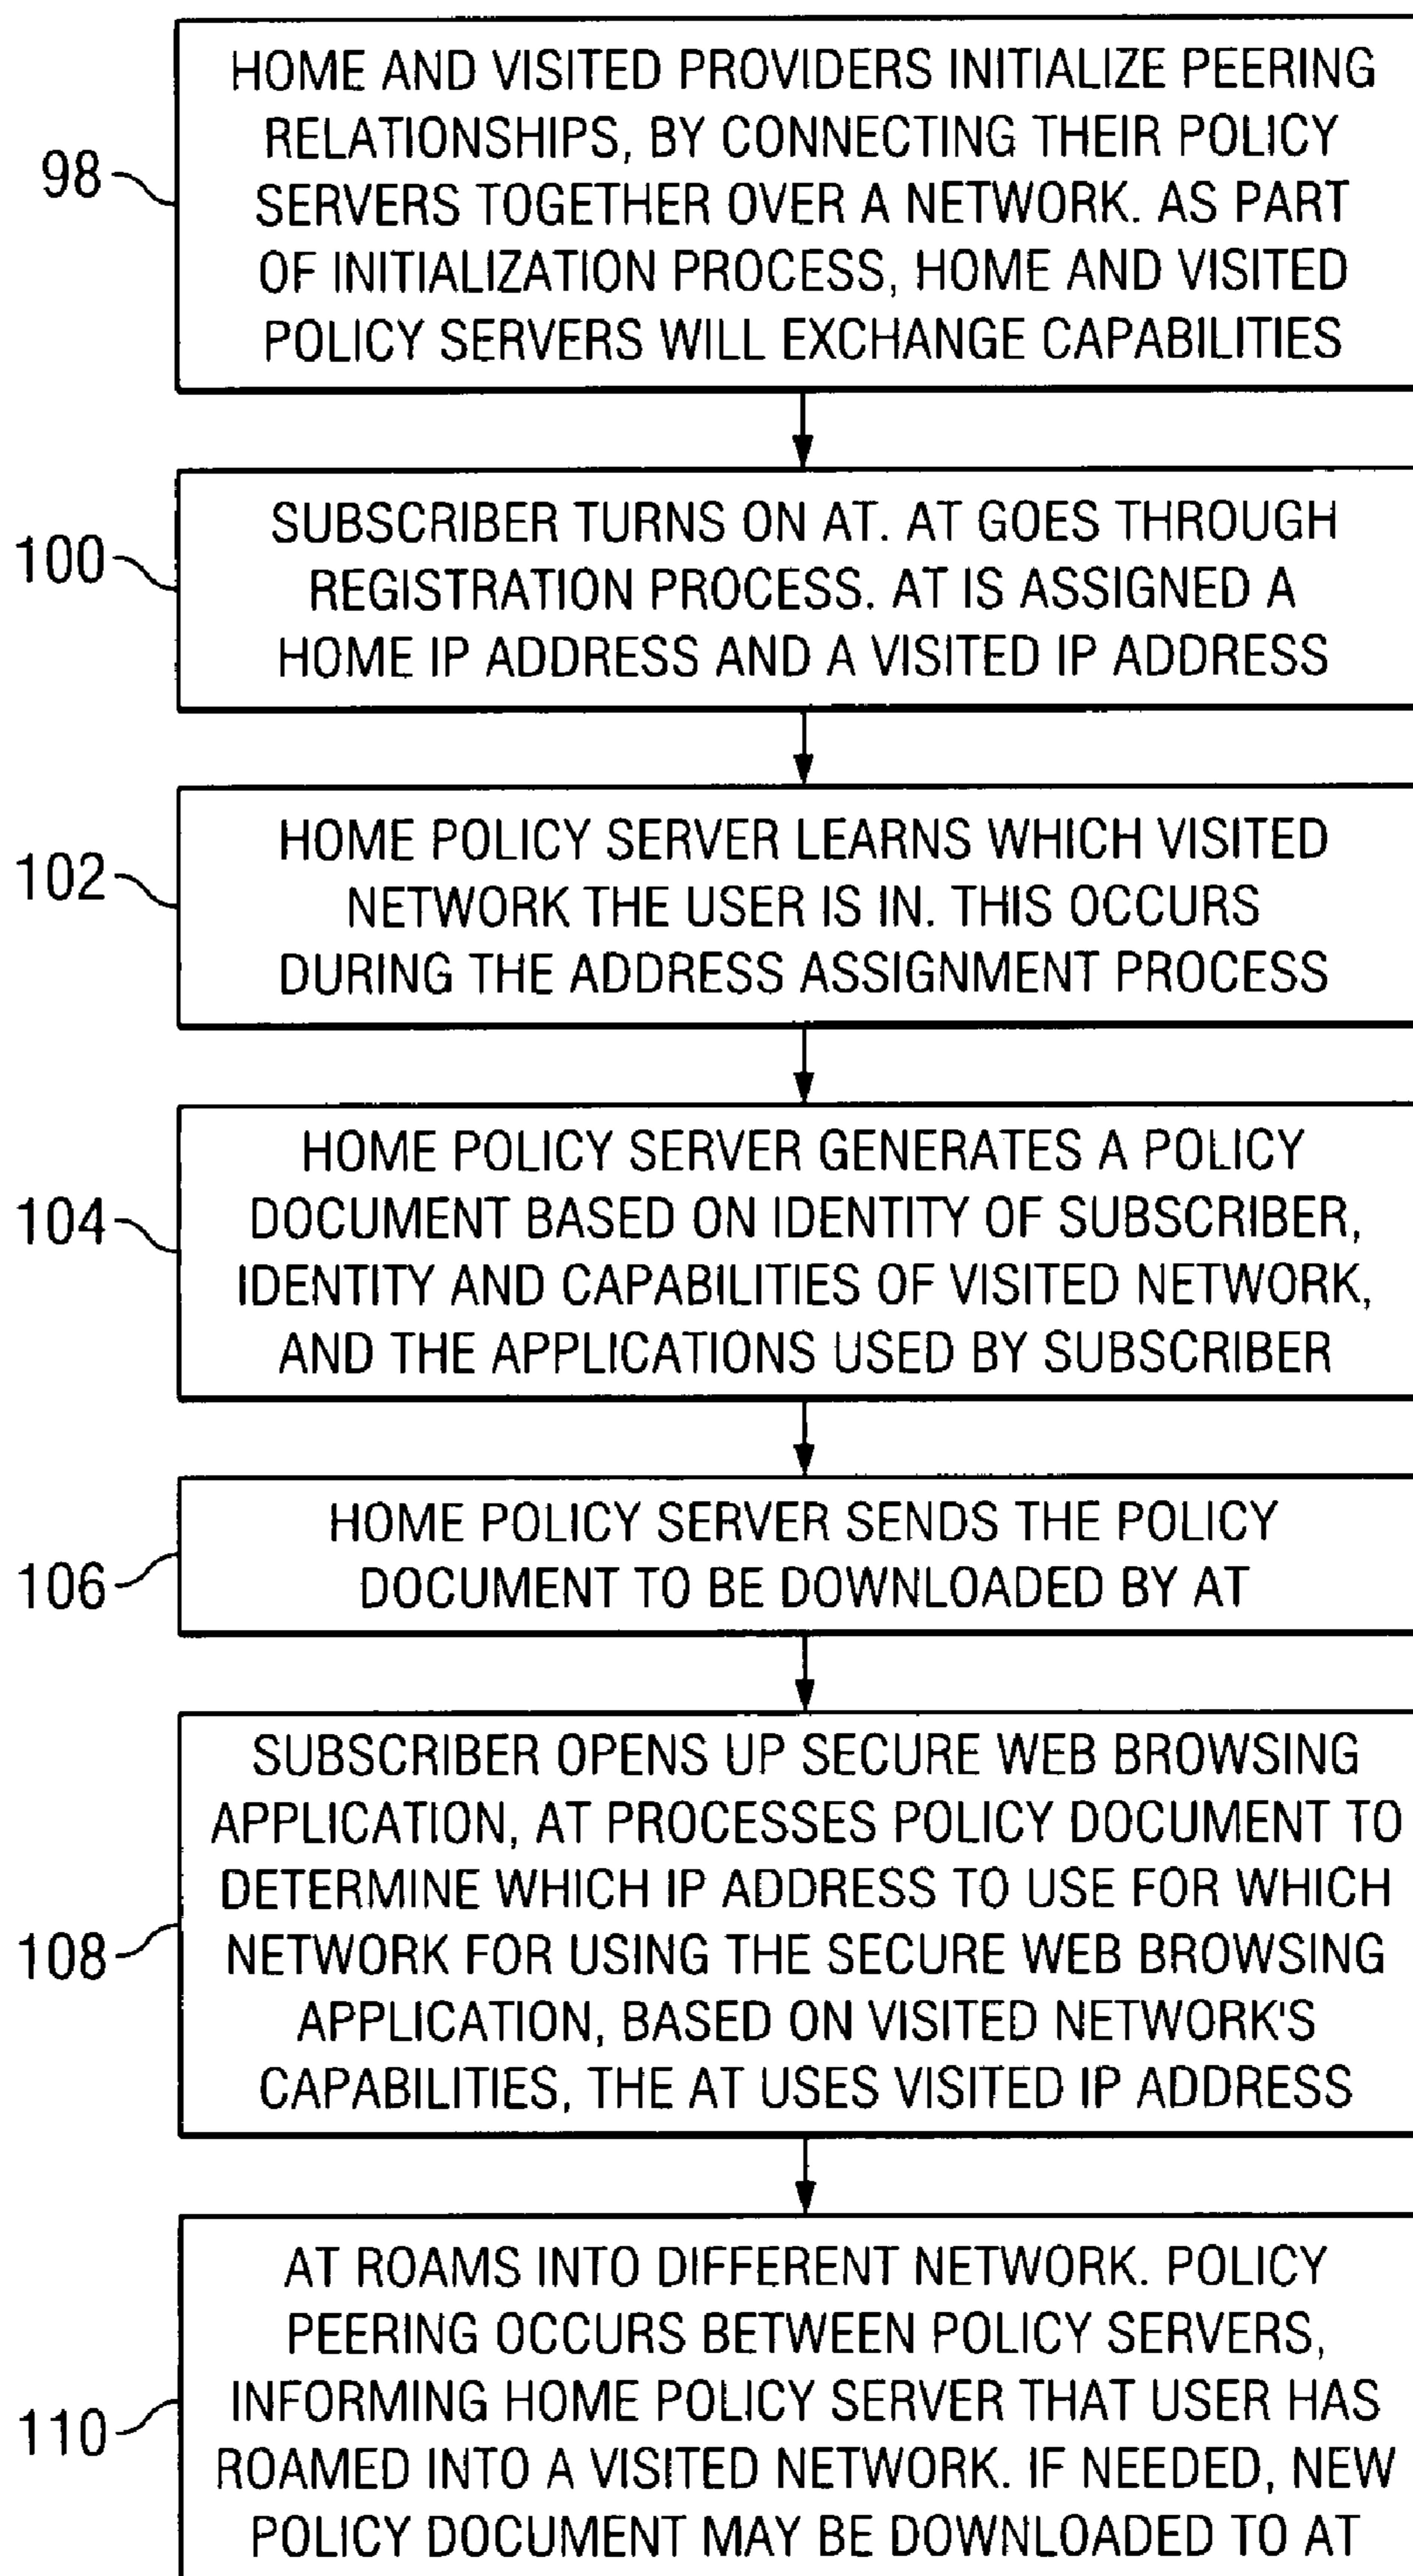 HOME AND VISITED PROVIDERS INITIALIZE PEERING
RELATIONSHIPS, BY CONNECTING THEIR POLICY
SERVERS TOGETHER OVER A NETWORK. AS PART
OF INITIALIZATION PROCESS, HOME AND VISITED
POLICY SERVERS WILL EXCHANGE CAPABILITIES
98
SUBSCRIBER TURNS ON AT. AT GOES THROUGH
REGISTRATION PROCESS. AT IS ASSIGNED A
HOME IP ADDRESS AND A VISITED IP ADDRESS
100
HOME POLICY SERVER LEARNS WHICH VISITED
NETWORK THE USER IS IN. THIS OCCURS
DURING THE ADDRESS ASSIGNMENT PROCESS
102
HOME POLICY SERVER GENERATES A POLICY
DOCUMENT BASED ON IDENTITY OF SUBSCRIBER,
IDENTITY AND CAPABILITIES OF VISITED NETWORK,
AND THE APPLICATIONS USED BY SUBSCRIBER
104
HOME POLICY SERVER SENDS THE POLICY
DOCUMENT TO BE DOWNLOADED BY AT
106
SUBSCRIBER OPENS UP SECURE WEB BROWSING
APPLICATION, AT PROCESSES POLICY DOCUMENT TO
DETERMINE WHICH IP ADDRESS TO USE FOR WHICH
NETWORK FOR USING THE SECURE WEB BROWSING
APPLICATION, BASED ON VISITED NETWORK'S
CAPABILITIES, THE AT USES VISITED IP ADDRESS
108
AT ROAMS INTO DIFFERENT NETWORK. POLICY
PEERING OCCURS BETWEEN POLICY SERVERS,
INFORMING HOME POLICY SERVER THAT USER HAS
ROAMED INTO A VISITED NETWORK. IF NEEDED, NEW
POLICY DOCUMENT MAY BE DOWNLOADED TO AT
110